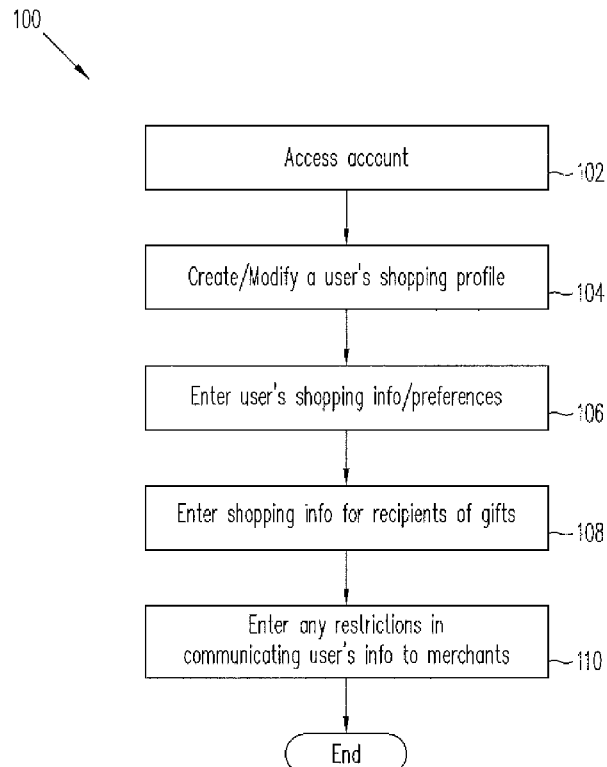 100
Access account
102
Create/Modify a user's shopping profile
104
Enter user's shopping info/preferences
106
Enter shopping info for recipients of gifts
108
Enter any restrictions in
communicating user's info to merchants
110
End